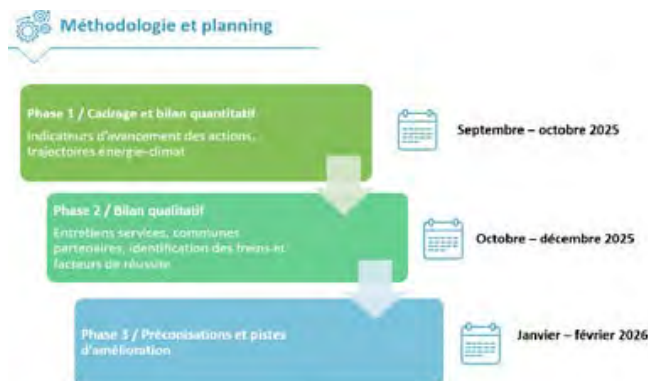 Méthodologie et planning
Phase 1 / Cadrage et bilan quantitatif
Indicateurs d'avancement des actions,
trajectoires énergie-climat
Septembre – octobre 2025
Phase 2 / Bilan qualitatif
Entretiens services, communes
partenaires, identification des freins et
facteurs de réussite
Octobre – décembre 2025
Phase 3 / Préconisations et pistes
d'amélioration
Janvier – février 2026